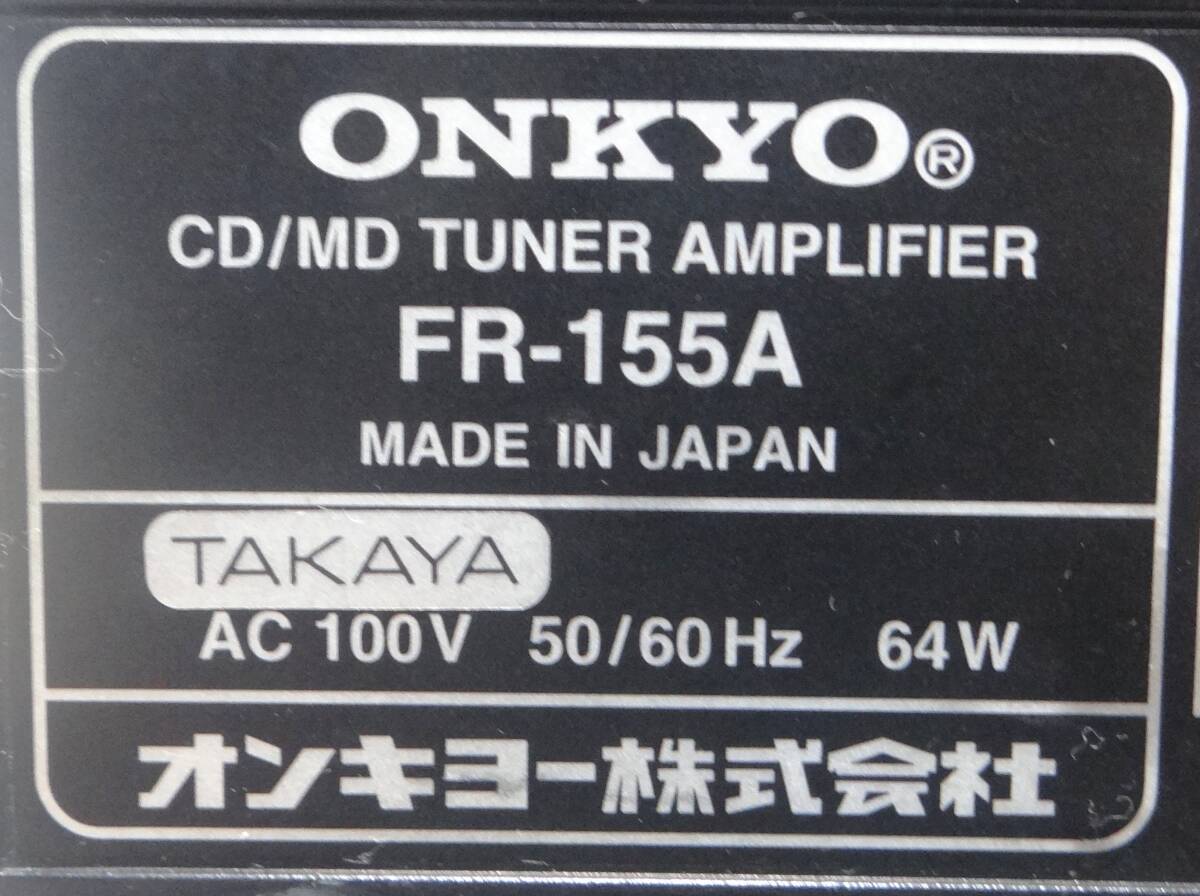 ONKYO®
CD/MD TUNER AMPLIFIER
FR-155A
MADE IN JAPAN
TAKAYA
AC 100V 50/60Hz 64W
オンキヨー株式会社